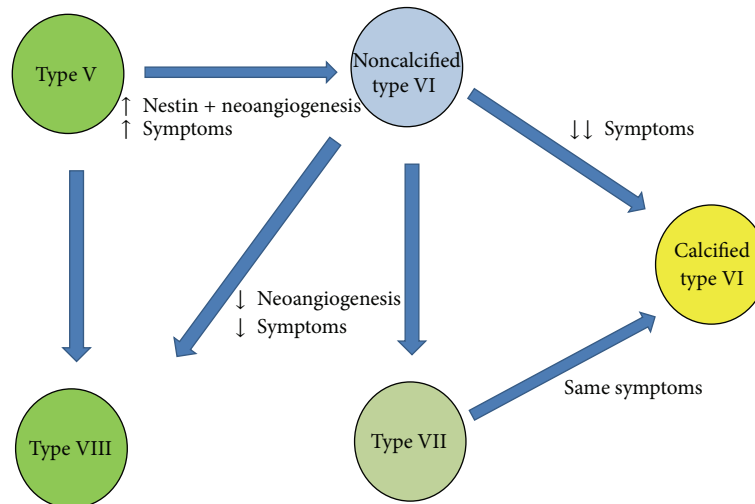 Type V
Noncalcified
type VI
↑ Nestin + neoangiogenesis
↑ Symptoms
↓↓ Symptoms
Calcified
type VI
↓ Neoangiogenesis
↓ Symptoms
Same symptoms
Type VIII
Type VII